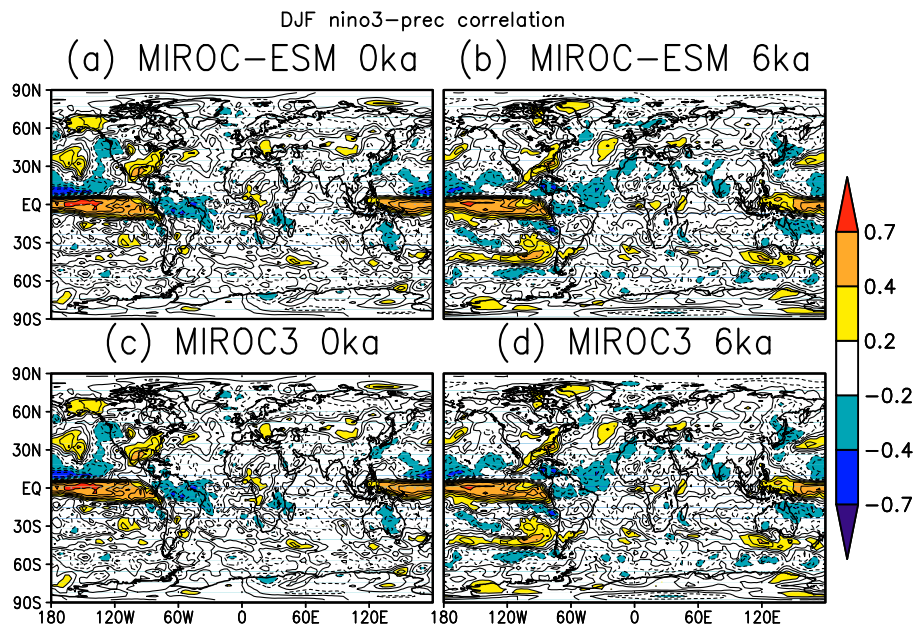 DJF nino3-prec correlation
(a) MIROC-ESM 0ka
(b) MIROC-ESM 6ka
90N
60N
30N
EQ
30S
60S
90S
0.7
0.4
0.2
-0.2
-0.4
-0.7
(c) MIROC3 0ka
(d) MIROC3 6ka
90N
60N
30N
EQ
30S
60S
90S
180 120W 60W 0 60E 120E 180 120W 60W 0 60E 120E